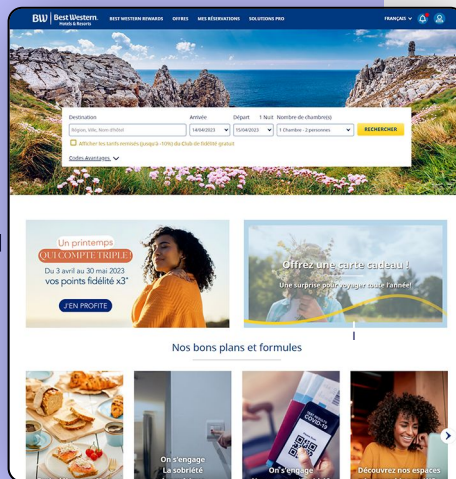 BW Best Western
Hotels & Resorts
BEST WESTERN REWARDS
OFFRES
MES RÉSERVATIONS
SOLUTIONS PRO
FRANÇAIS
Destination
Arrivée
Départ
1 Nuit
Nombre de chambre(s)
Région, Ville, Nom d'hôtel
14/04/2023
15/04/2023
1 Chambre - 2 personnes
RECHERCHER
Afficher les tarifs remisés (jusqu'à -10%) du Club de fidélité gratuit
Codes Avantages
Un printemps
QUI COMPTE TRIPLE !
Du 3 avril au 30 mai 2023
vos points fidélité x3*
J'EN PROFITE
Offrez une carte cadeau !
Une surprise pour voyager toute l'année!
Nos bons plans et formules
On s'engage
La sobriété
TEST RESULTS
COVID-19
On s'engage
Découvrez nos espaces